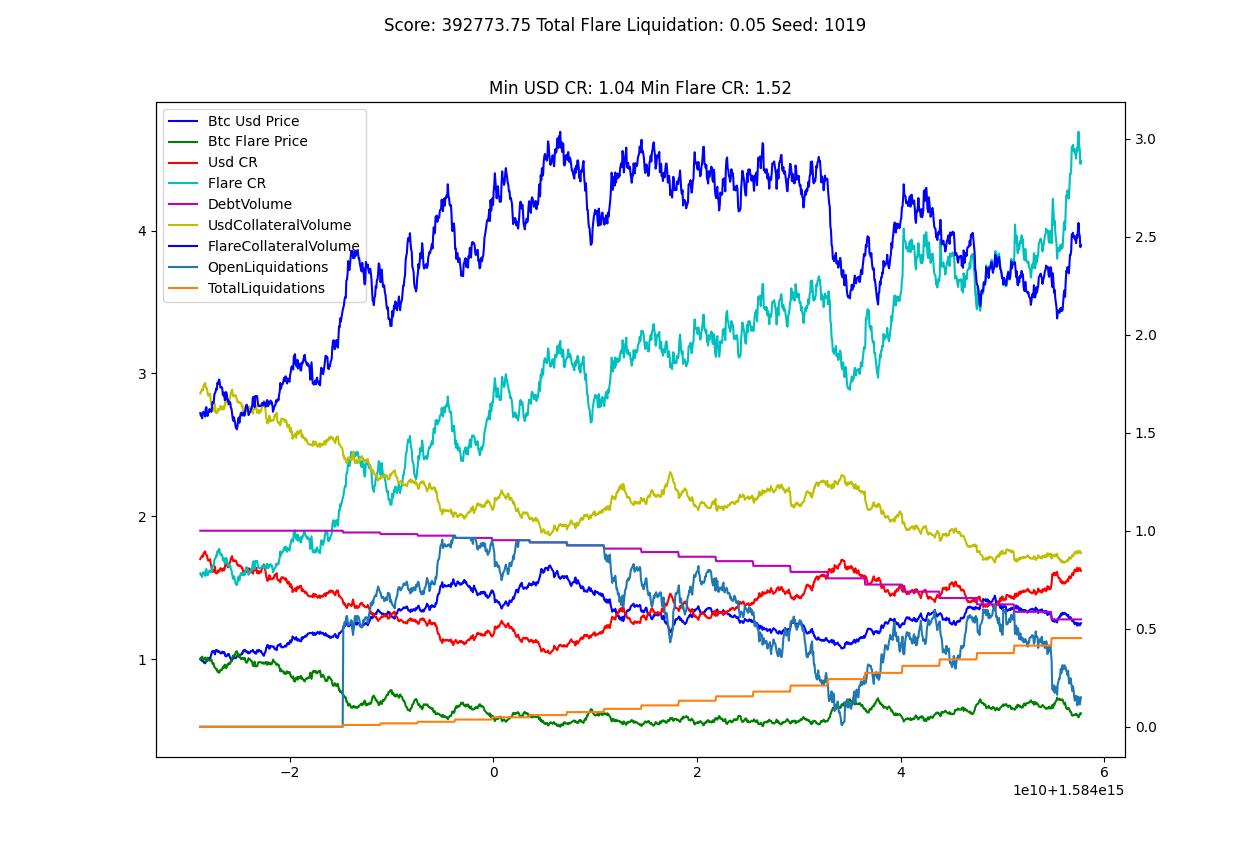 Score: 392773.75 Total Flare Liquidation: 0.05 Seed: 1019
Min USD CR: 1.04 Min Flare CR: 1.52
Btc Usd Price
Btc Flare Price
Usd CR
Flare CR
DebtVolume
UsdCollateralVolume
FlareCollateralVolume
OpenLiquidations
TotalLiquidations
4
3
2
1
3.0
2.5
2.0
1.5
1.0
0.5
0.0
−2
0
2
4
6
1e10+1.584e15